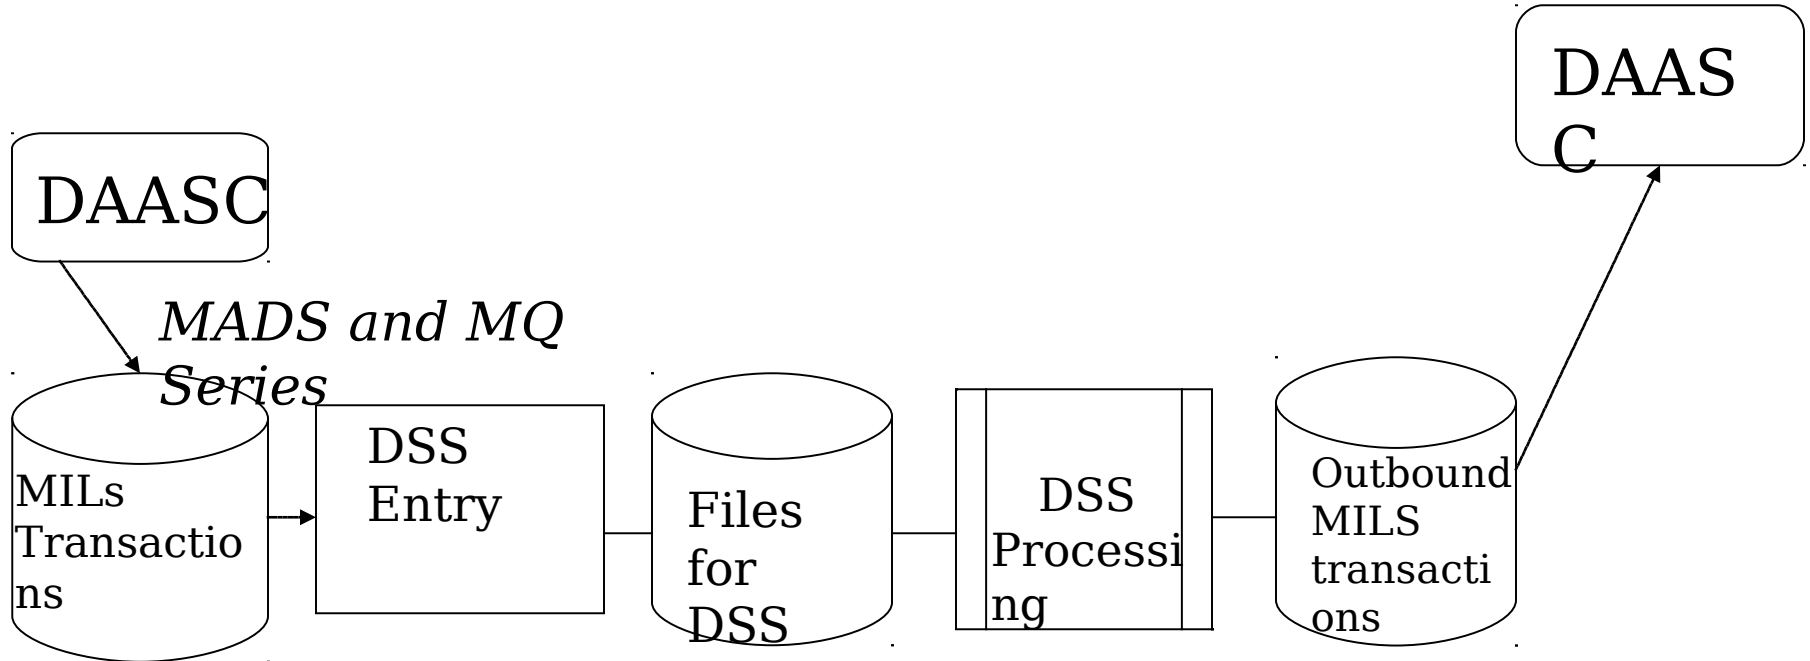 DAAS
C
DAASC
MADS and MQ
Series
MILs
Transactio
ns
DSS
Entry
Files
for
DSS
DSS
Processi
ng
Outbound
MILS
transacti
ons